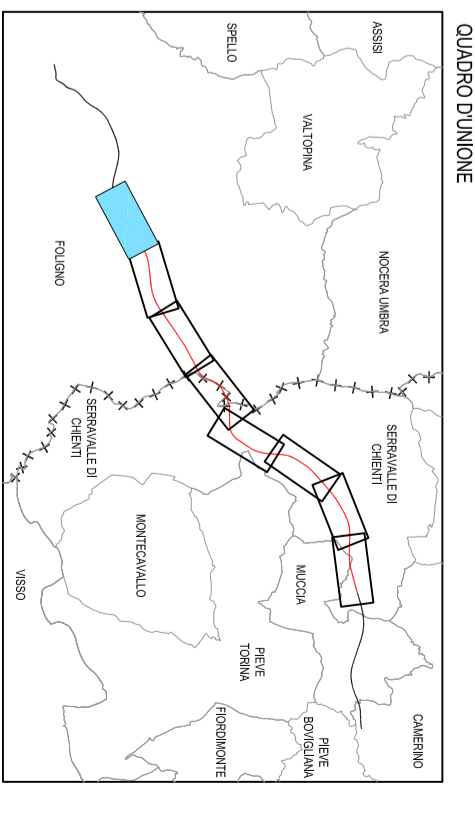 QUADRO D'UNIONE
ASSISI
SPELLO
VALTOPINA
NOCERA UMBRA
FOLIGNO
SERRAVALLE DI
CHIENTI
SERRAVALLE DI
CHIENTI
MONTECAVALLO
MUCCIA
VISSO
PIEVE
TORINA
CAMERINO
PIEVE
BOVIGLIANA
FIORDIMONTE